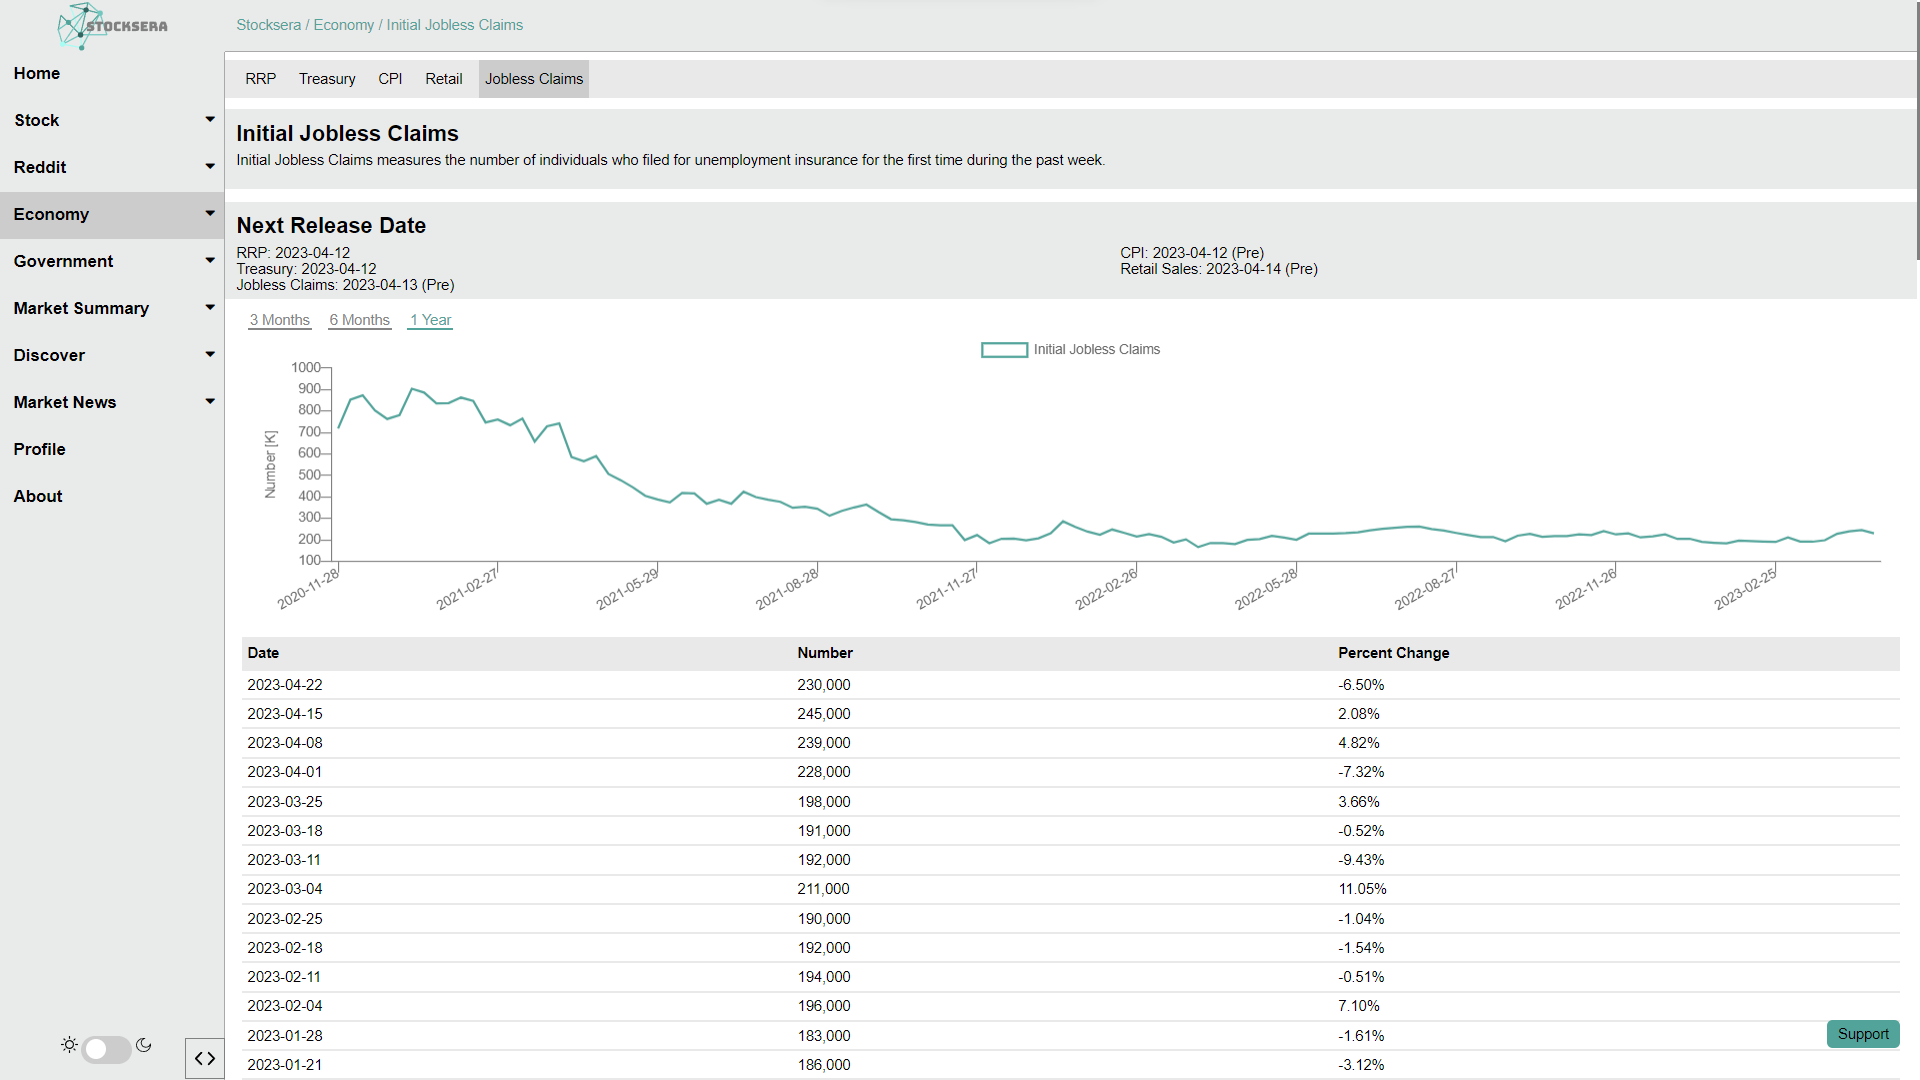 STOCKSERA
Stocksera / Economy / Initial Jobless Claims
Home
Stock
Reddit
Economy
Government
Market Summary
Discover
Market News
Profile
About
RRP Treasury CPI Retail Jobless Claims
Initial Jobless Claims
Initial Jobless Claims measures the number of individuals who filed for unemployment insurance for the first time during the past week.
Next Release Date
RRP: 2023-04-12
Treasury: 2023-04-12
Jobless Claims: 2023-04-13 (Pre)
CPI: 2023-04-12 (Pre)
Retail Sales: 2023-04-14 (Pre)
3 Months 6 Months 1 Year
Initial Jobless Claims
Number [K]
1000
900
800
700
600
500
400
300
200
100
2020-11-28 2021-02-27 2021-05-29 2021-08-28 2021-11-27 2022-02-26 2022-05-28 2022-08-27 2022-11-26 2023-02-25
Date Number Percent Change
2023-04-22 230,000 -6.50%
2023-04-15 245,000 2.08%
2023-04-08 239,000 4.82%
2023-04-01 228,000 -7.32%
2023-03-25 198,000 3.66%
2023-03-18 191,000 -0.52%
2023-03-11 192,000 -9.43%
2023-03-04 211,000 11.05%
2023-02-25 190,000 -1.04%
2023-02-18 192,000 -1.54%
2023-02-11 194,000 -0.51%
2023-02-04 196,000 7.10%
2023-01-28 183,000 -1.61%
2023-01-21 186,000 -3.12%
Support